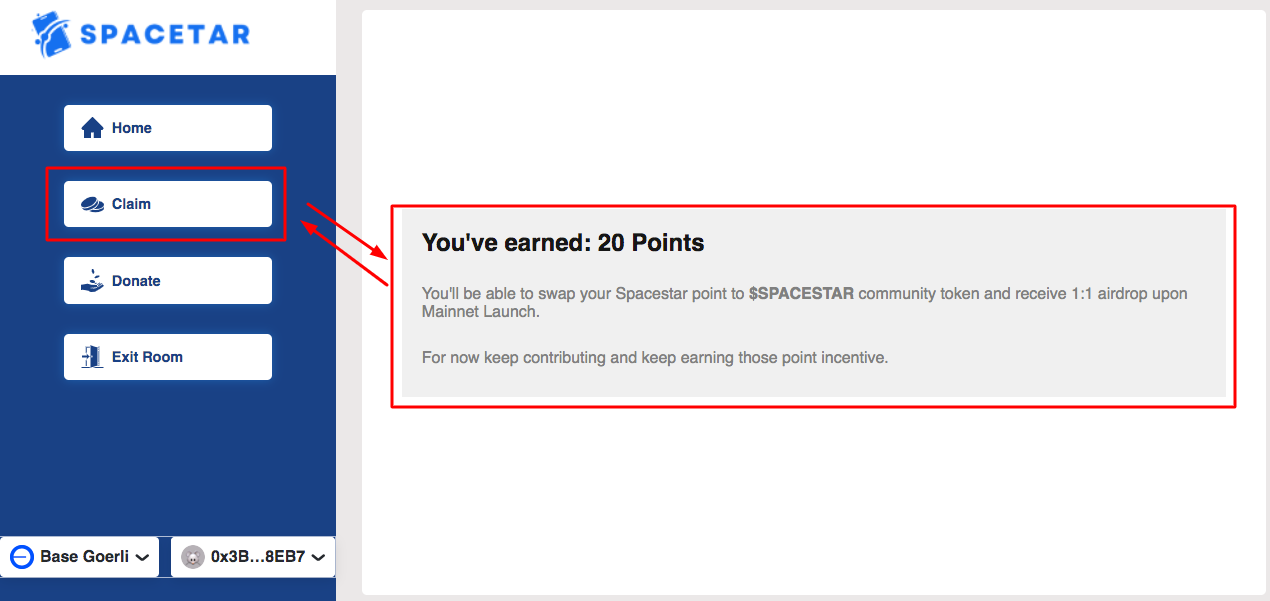 SPACETAR
Home
Claim
Donate
Exit Room
Base Goerli
0x3B...8EB7
You've earned: 20 Points
You'll be able to swap your Spacestar point to $SPACESTAR community token and receive 1:1 airdrop upon
Mainnet Launch.
For now keep contributing and keep earning those point incentive.